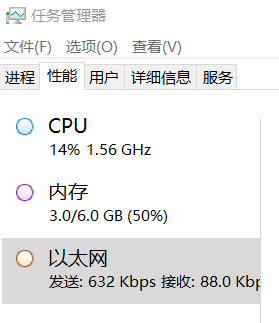 任务管理器
文件(F) 选项(O) 查看(V)
进程 性能 用户 详细信息 服务
CPU
14% 1.56 GHz
内存
3.0/6.0 GB (50%)
以太网
发送: 632 Kbps 接收: 88.0 Kbp